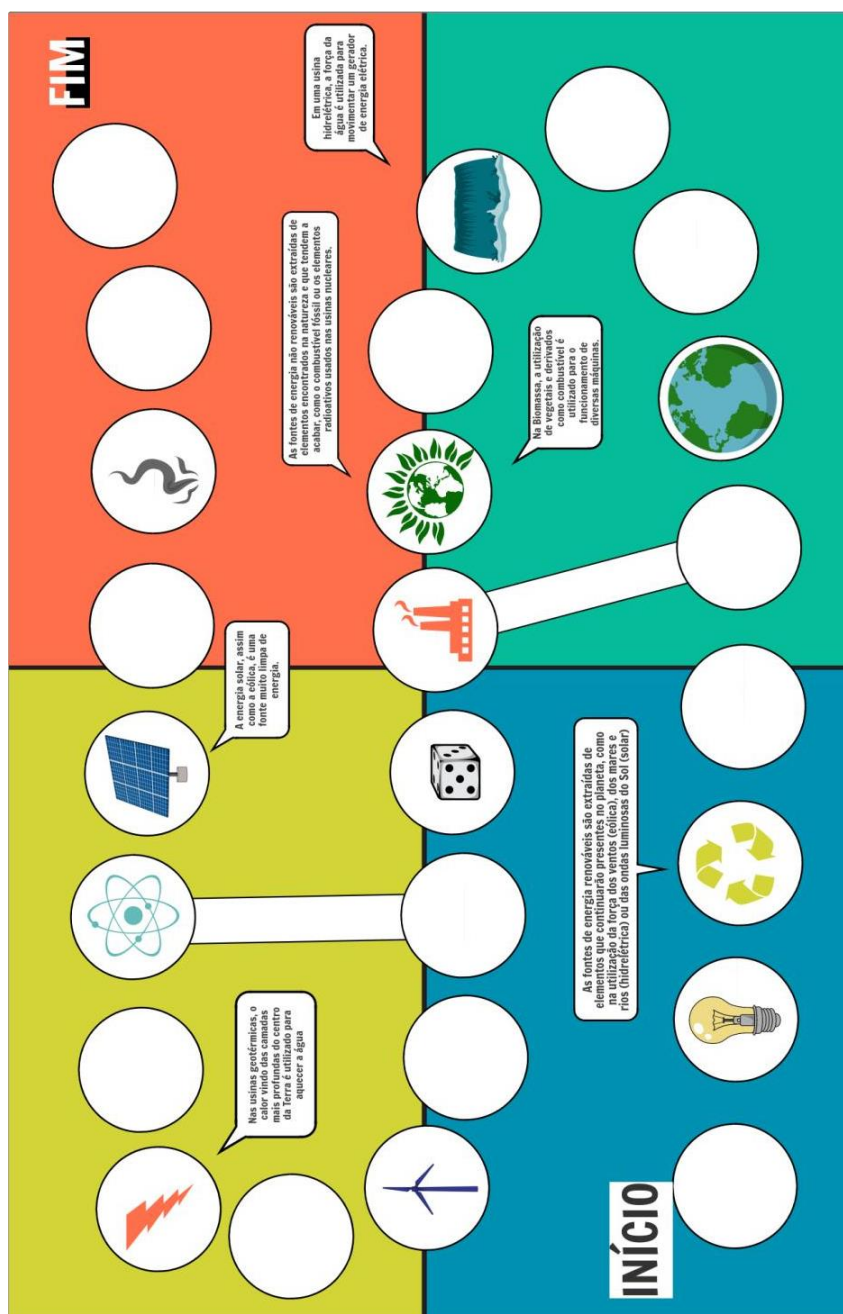 FIM
Em uma usina
hidrelétrica, a força da
água é utilizada para
movimentar um gerador
de energia elétrica.
As fontes de energia não renováveis são extraídas de
elementos encontrados na natureza e que tendem a
acabar, como o combustível fóssil ou os elementos
radioativos usados nas usinas nucleares.
Na Biomassa, a utilização
de vegetais e derivados
como combustível é
utilizado para o
funcionamento de
diversas máquinas.
A energia solar, assim
como a eólica, é uma
fonte muito limpa de
energia.
As fontes de energia renováveis são extraídas de
elementos que continuarão presentes no planeta, como
na utilização da força dos ventos (eólica), dos mares e
rios (hidrelétrica) ou das ondas luminosas do Sol (solar)
Nas usinas geotérmicas, o
calor vindo das camadas
mais profundas do centro
da Terra é utilizado para
aquecer a água
INÍCIO